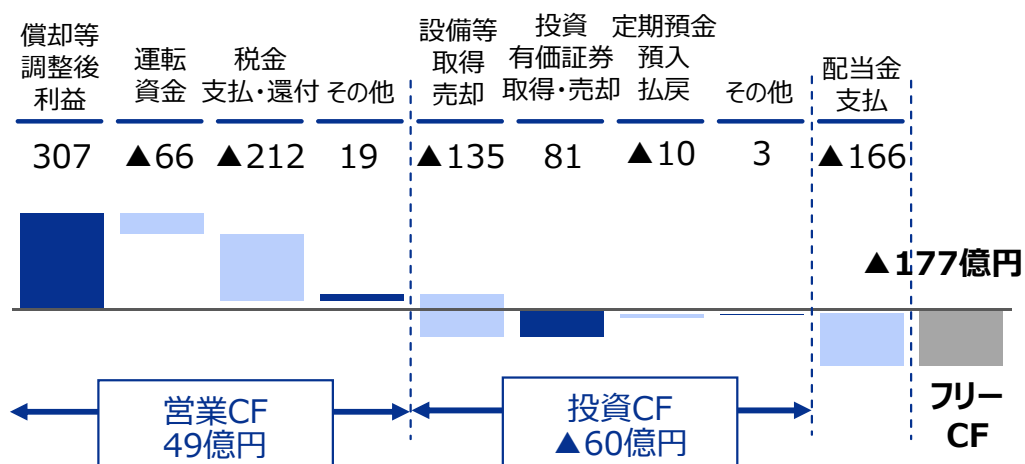 償却等
調整後
利益
運転
資金
税金
支払・還付
その他
設備等
取得
売却
投資
有価証券
取得・売却
定期預金
預入
払戻
その他
配当金
支払
307
▲66
▲212
19
▲135
81
▲10
3
▲166
▲177億円
営業CF
49億円
投資CF
▲60億円
フリー
CF